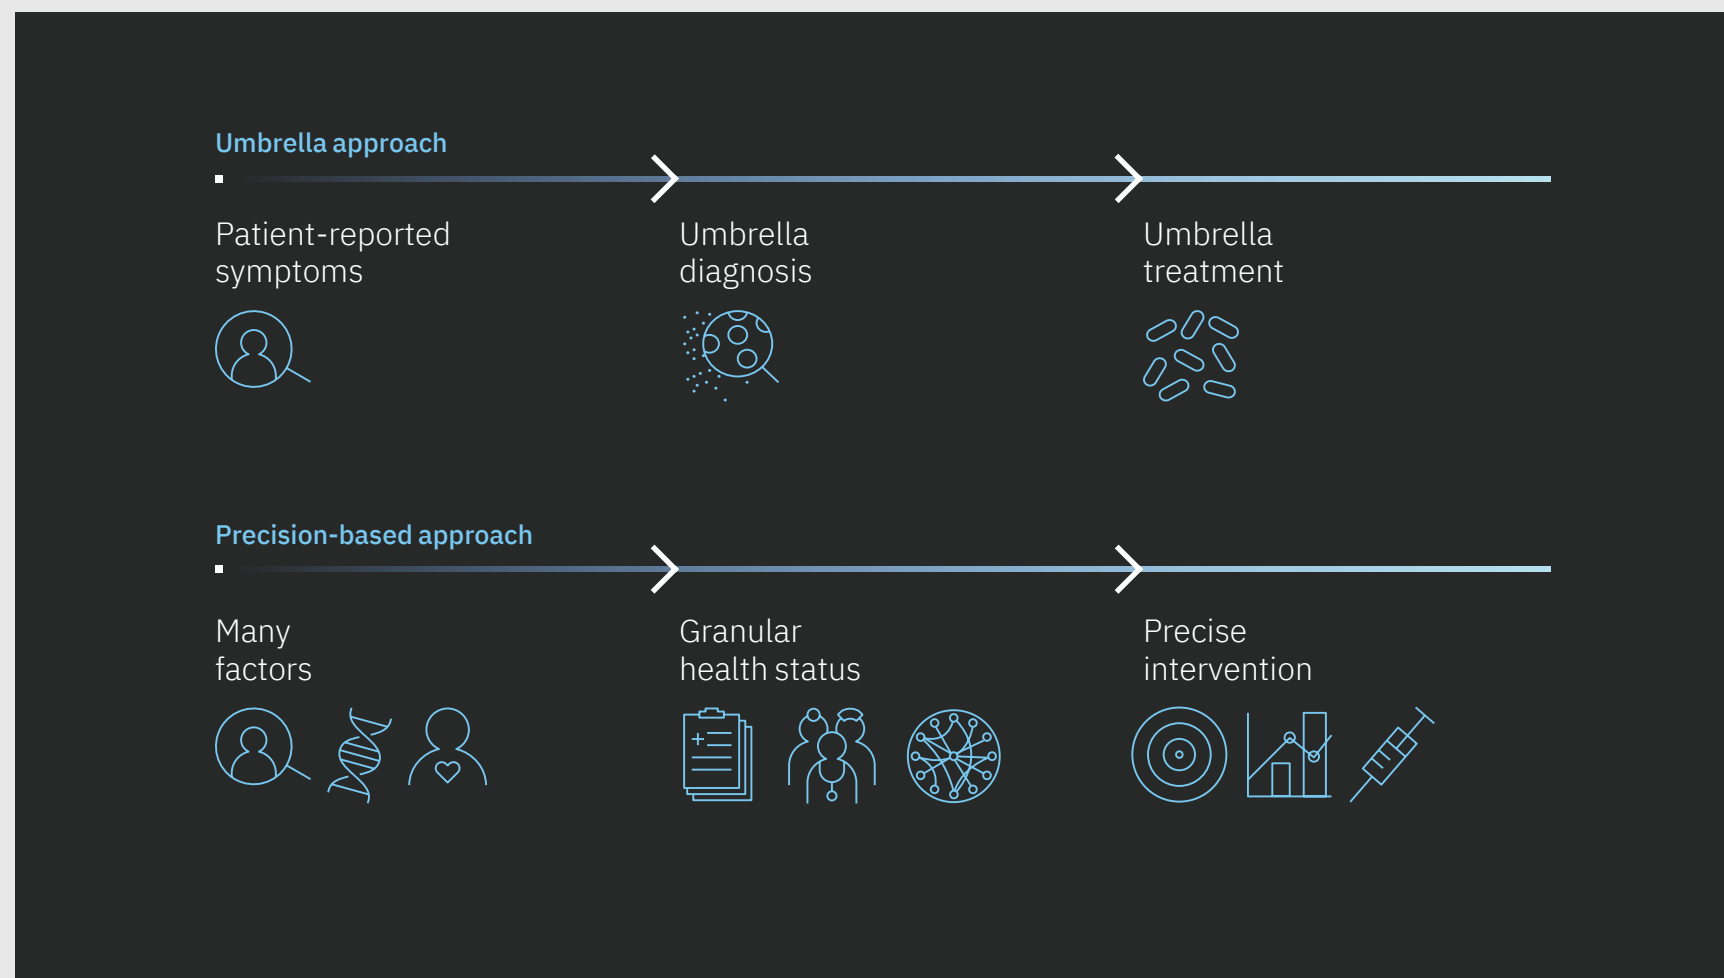 Umbrella approach
Patient-reported
symptoms
Umbrella
diagnosis
Umbrella
treatment
Precision-based approach
Many
factors
Granular
health status
Precise
intervention